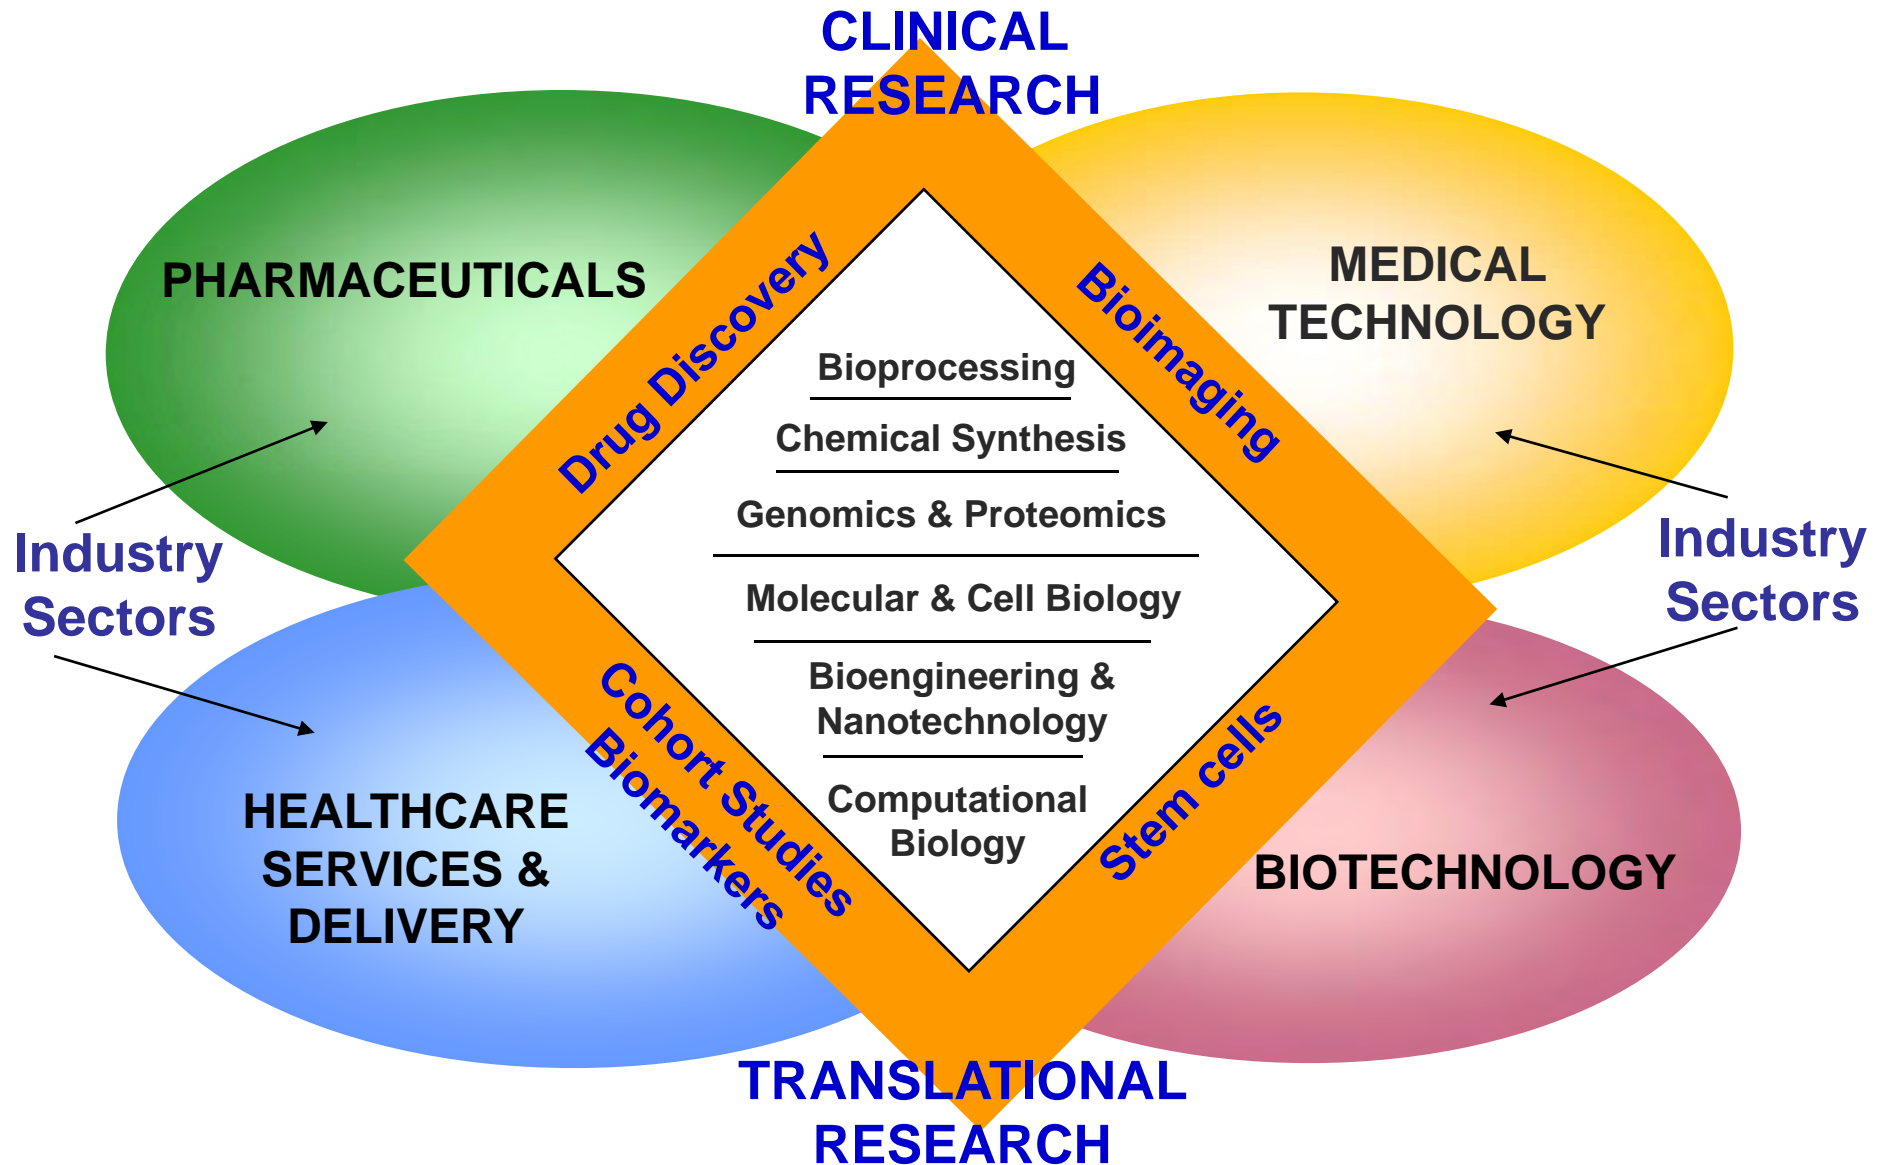 CLINICAL
RESEARCH
PHARMACEUTICALS
MEDICAL
TECHNOLOGY
Drug Discovery
Bioimaging
Bioprocessing
Chemical Synthesis
Genomics & Proteomics
Molecular & Cell Biology
Bioengineering &
Nanotechnology
Computational
Biology
Industry
Sectors
Industry
Sectors
Cohort Studies
Biomarkers
Stem cells
HEALTHCARE
SERVICES &
DELIVERY
BIOTECHNOLOGY
TRANSLATIONAL
RESEARCH